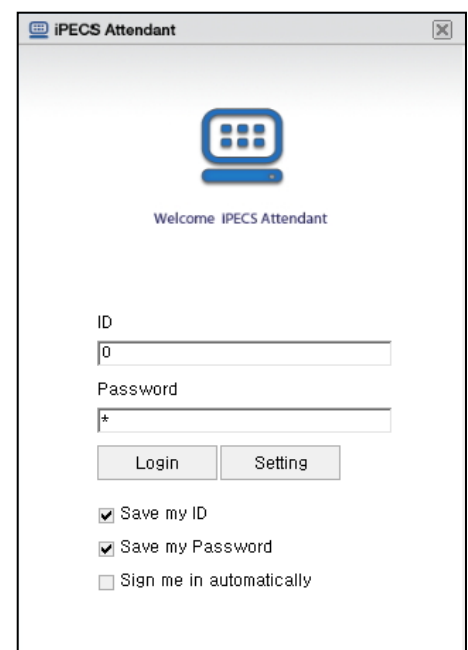 iPECS Attendant
Welcome iPECS Attendant
ID
0
Password
*
Login Setting
Save my ID
Save my Password
Sign me in automatically